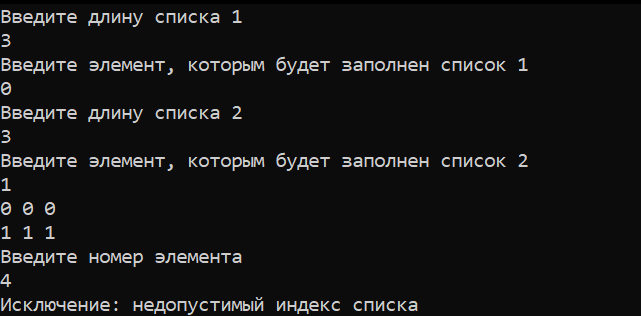 Введите длину списка 1
3
Введите элемент, которым будет заполнен список 1
0
Введите длину списка 2
3
Введите элемент, которым будет заполнен список 2
1
0 0 0
1 1 1
Введите номер элемента
4
Исключение: недопустимый индекс списка